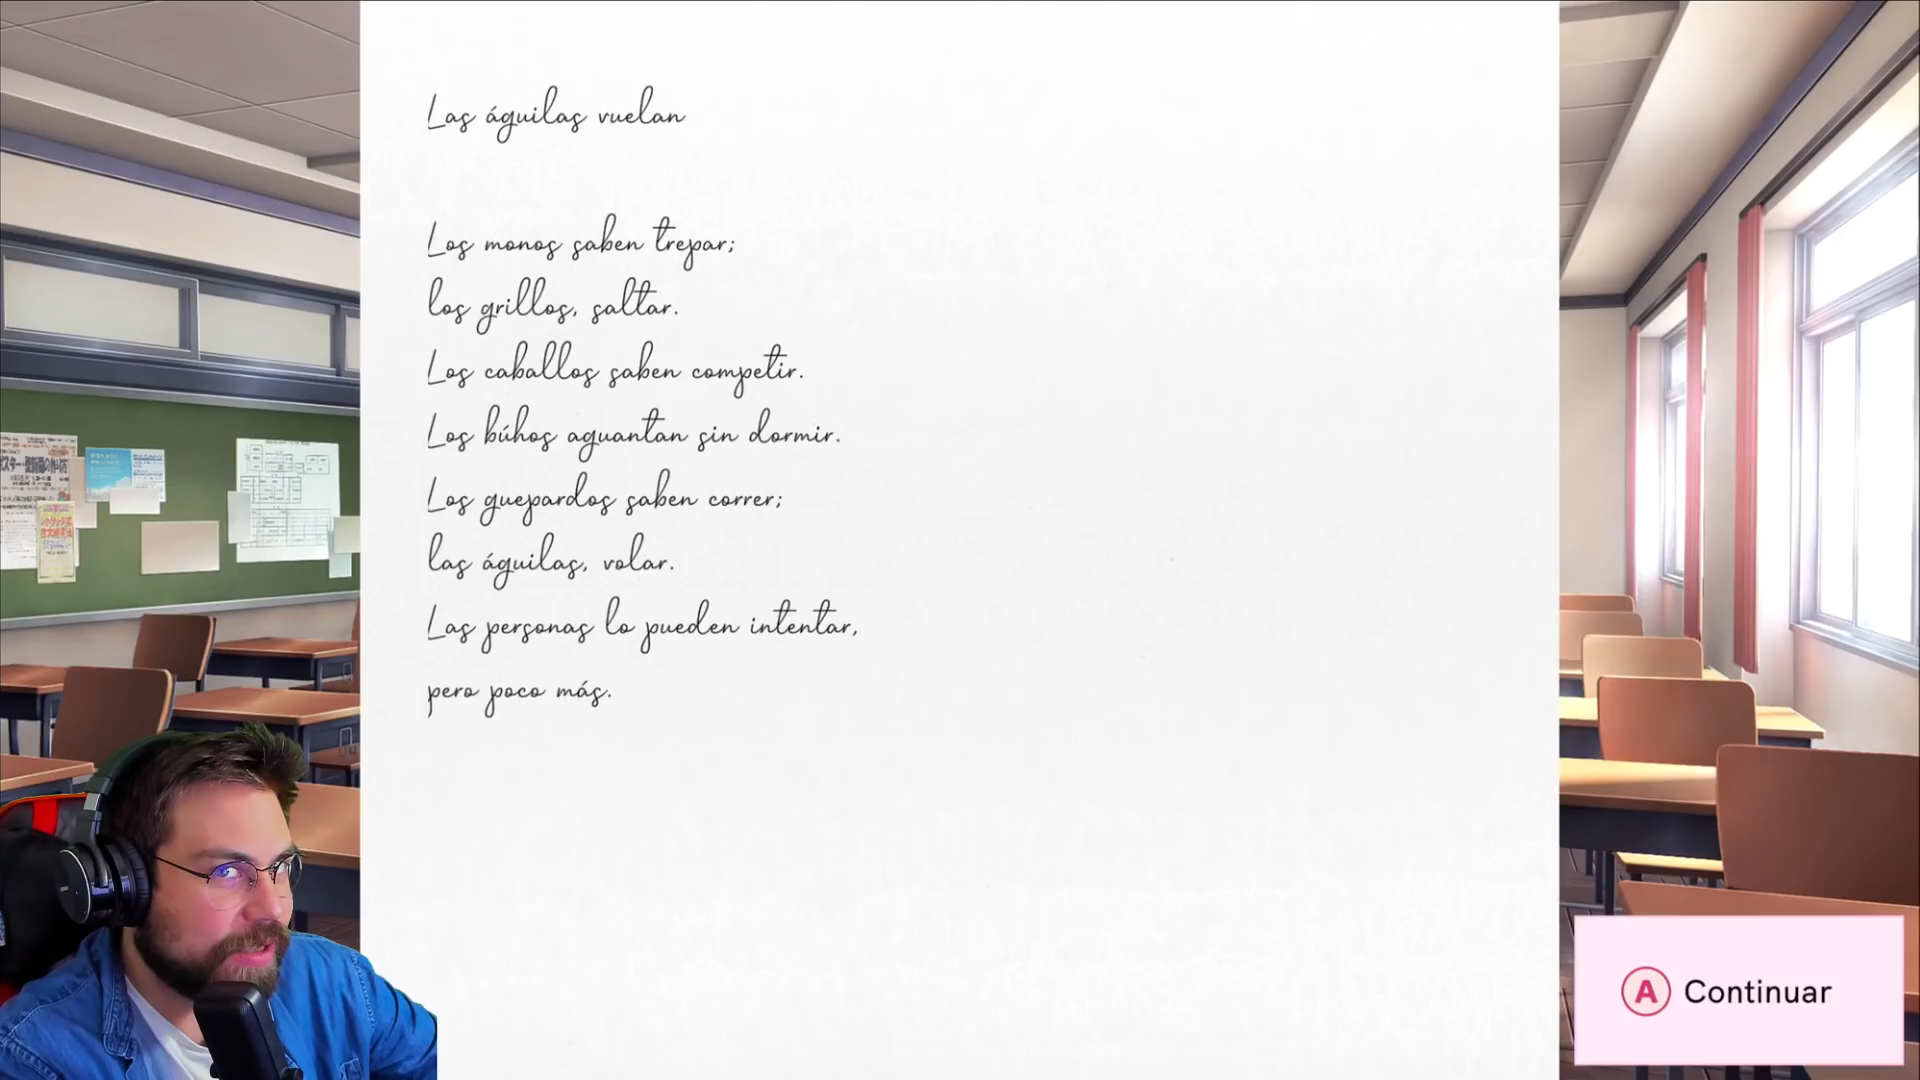 Las águilas vuelan
Los monos saben trepar;
los grillos, saltar.
Los caballos saben competir.
Los búhos aguantan sin dormir.
Los guepardos saben correr;
las águilas, volar.
Las personas lo pueden intentar,
pero poco más.
A Continuar